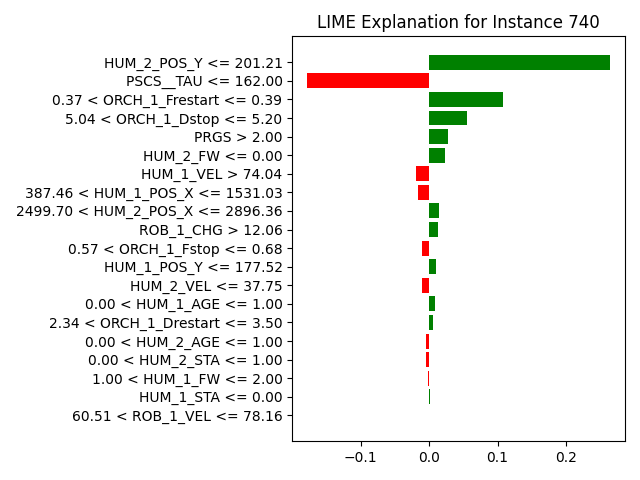 LIME Explanation for Instance 740
HUM_2_POS_Y <= 201.21
PSCS__TAU <= 162.00
0.37 < ORCH_1_Frestart <= 0.39
5.04 < ORCH_1_Dstop <= 5.20
PRGS > 2.00
HUM_2_FW <= 0.00
HUM_1_VEL > 74.04
387.46 < HUM_1_POS_X <= 1531.03
2499.70 < HUM_2_POS_X <= 2896.36
ROB_1_CHG > 12.06
0.57 < ORCH_1_Fstop <= 0.68
HUM_1_POS_Y <= 177.52
HUM_2_VEL <= 37.75
0.00 < HUM_1_AGE <= 1.00
2.34 < ORCH_1_Drestart <= 3.50
0.00 < HUM_2_AGE <= 1.00
0.00 < HUM_2_STA <= 1.00
1.00 < HUM_1_FW <= 2.00
HUM_1_STA <= 0.00
60.51 < ROB_1_VEL <= 78.16
−0.1 0.0 0.1 0.2